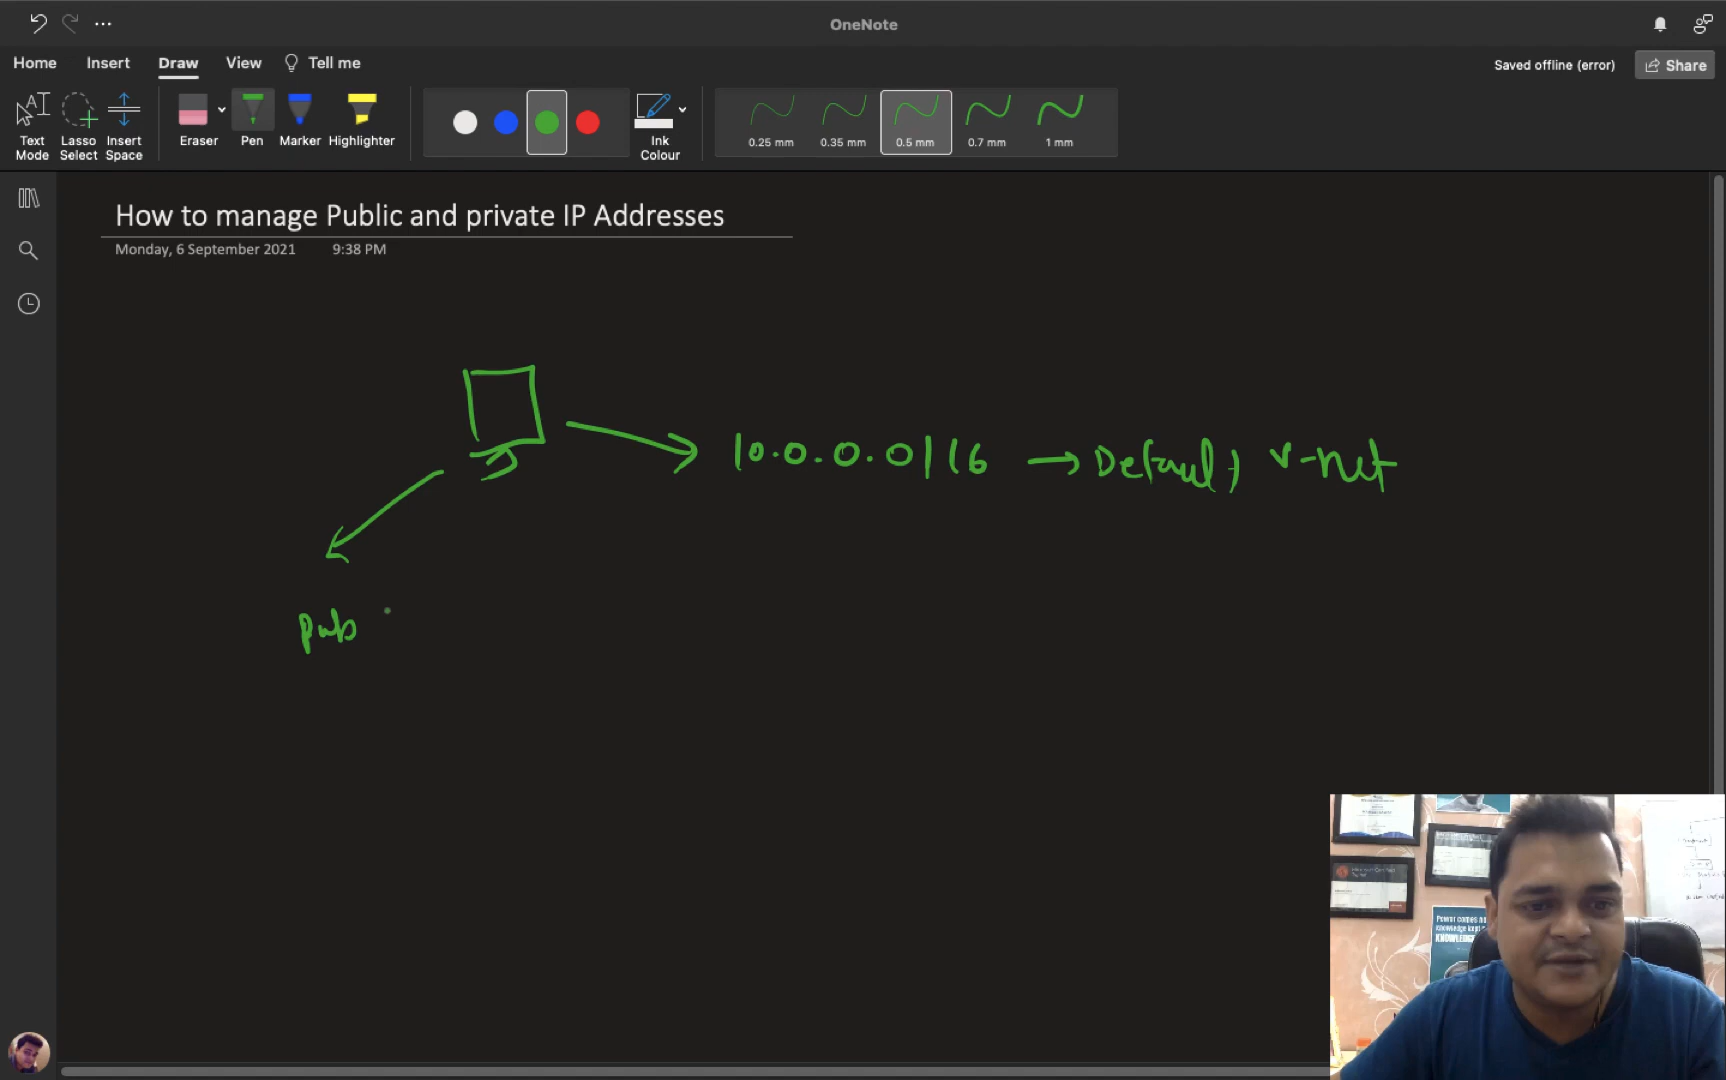 OneNote
Home Insert Draw View Tell me
Saved offline (error) Share
Text Mode
Lasso Select
Insert Space
Eraser
Pen
Marker
Highlighter
Ink Colour
0.25 mm
0.35 mm
0.5 mm
0.7 mm
1 mm
How to manage Public and private IP Addresses
Monday, 6 September 2021 9:38 PM
10.0.0.0/16 → Default v-net
pub